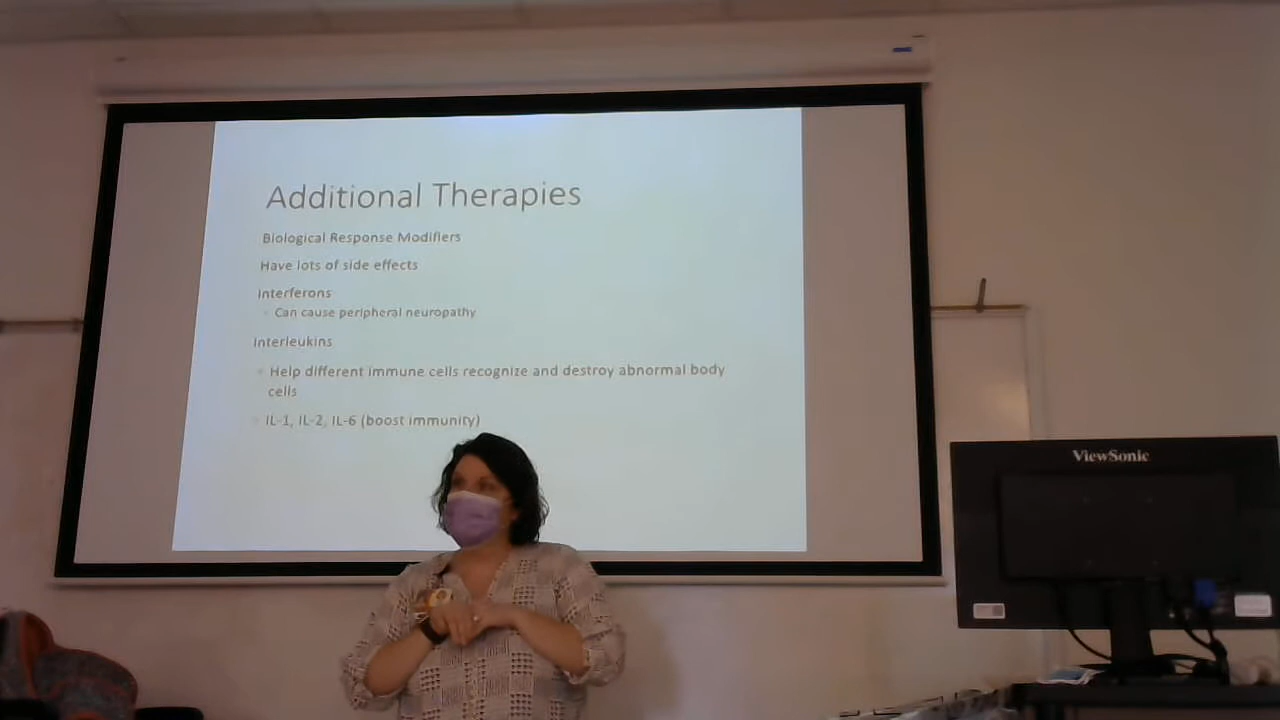 Additional Therapies
Biological Response Modifiers
Have lots of side effects
Interferons
Can cause peripheral neuropathy
Interleukins
Help different immune cells recognize and destroy abnormal body
cells
IL-1, IL-2, IL-6 (boost immunity)
ViewSonic